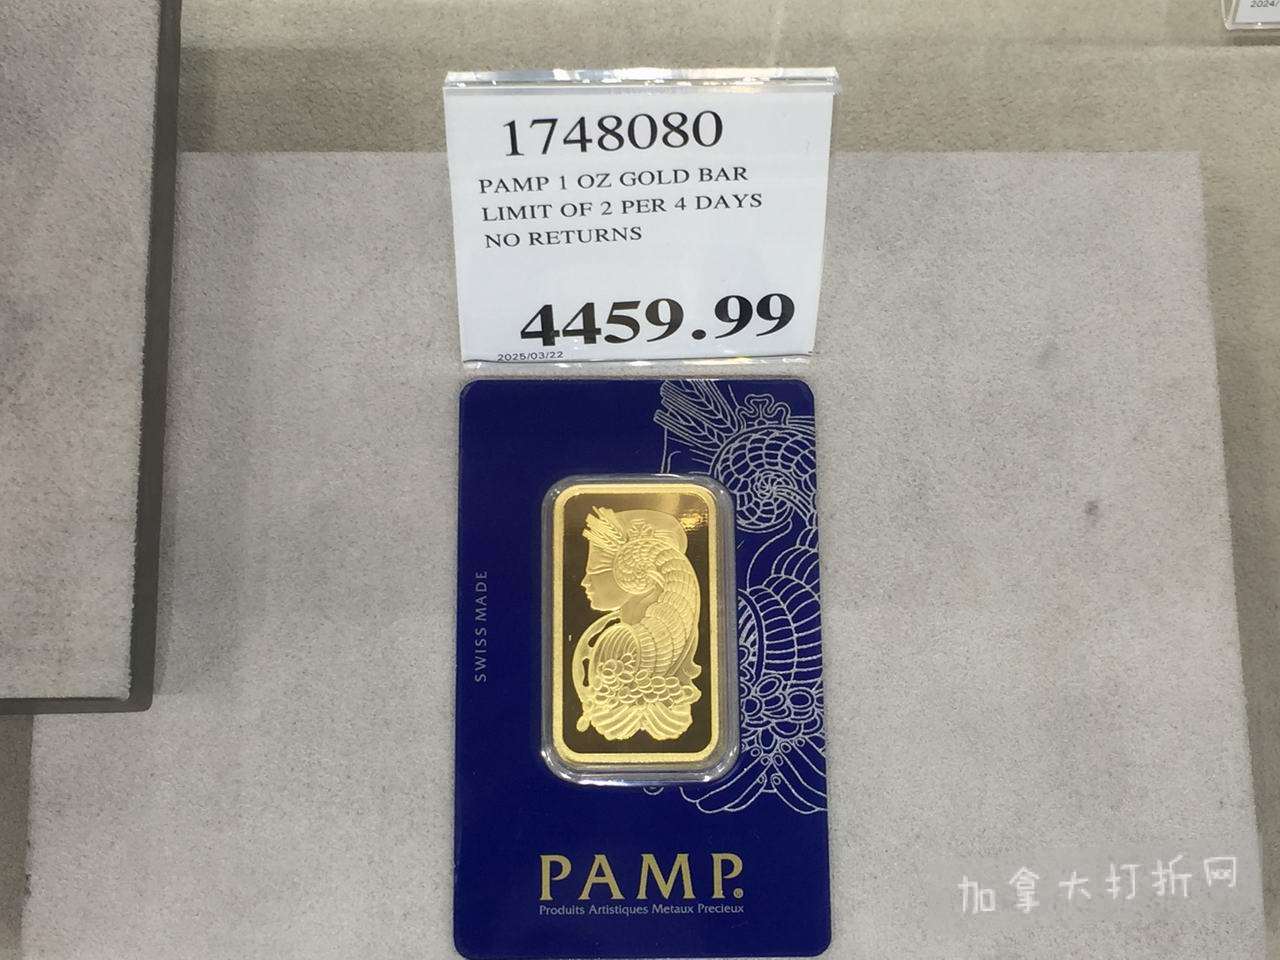 2024/
1748080
PAMP 1 OZ GOLD BAR
LIMIT OF 2 PER 4 DAYS
NO RETURNS
4459.99
2025/03/22
SWISS MADE
PAMP.
Produits Artistiques Metaux Precieux
加拿大打折网